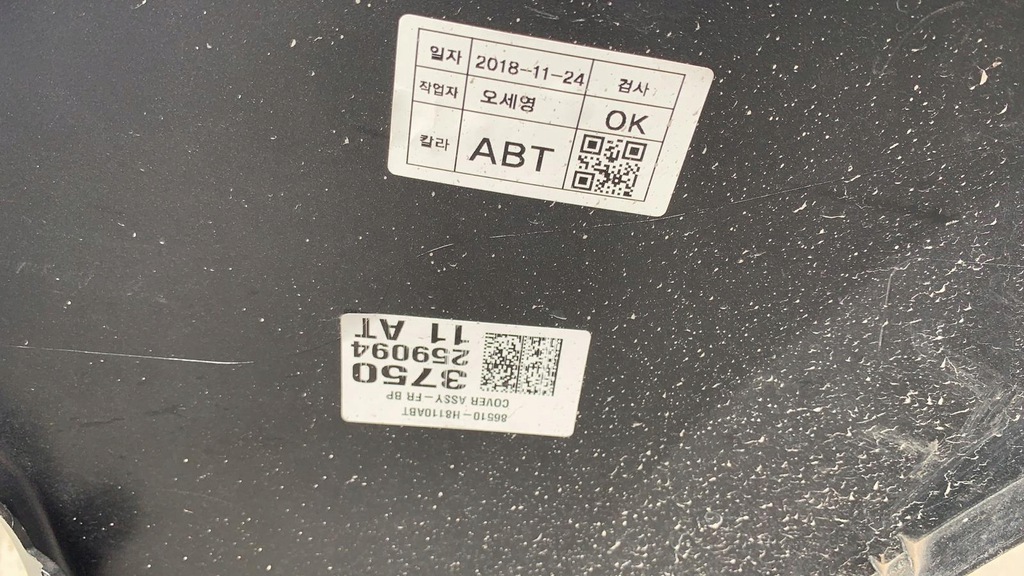 일자 2018-11-24 검사
작업자 오세영 OK
칼라 ABT
86510-H8110ABT
COVER ASSY-FR BP
3750
259094
11 AT